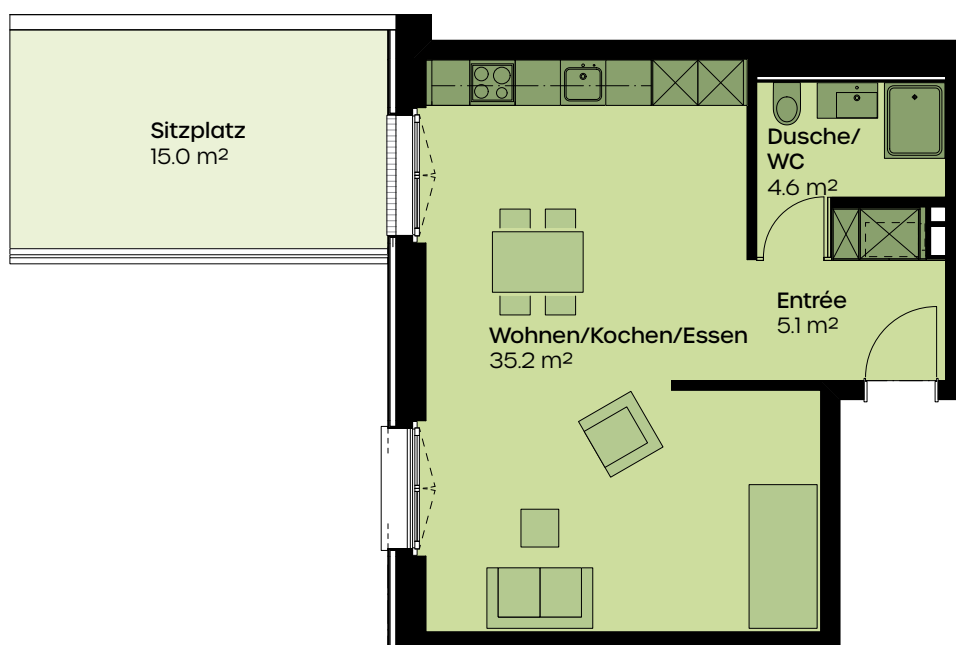 Sitzplatz
15.0 m²
Dusche/
WC
4.6 m²
Entrée
5.1 m²
Wohnen/Kochen/Essen
35.2 m²